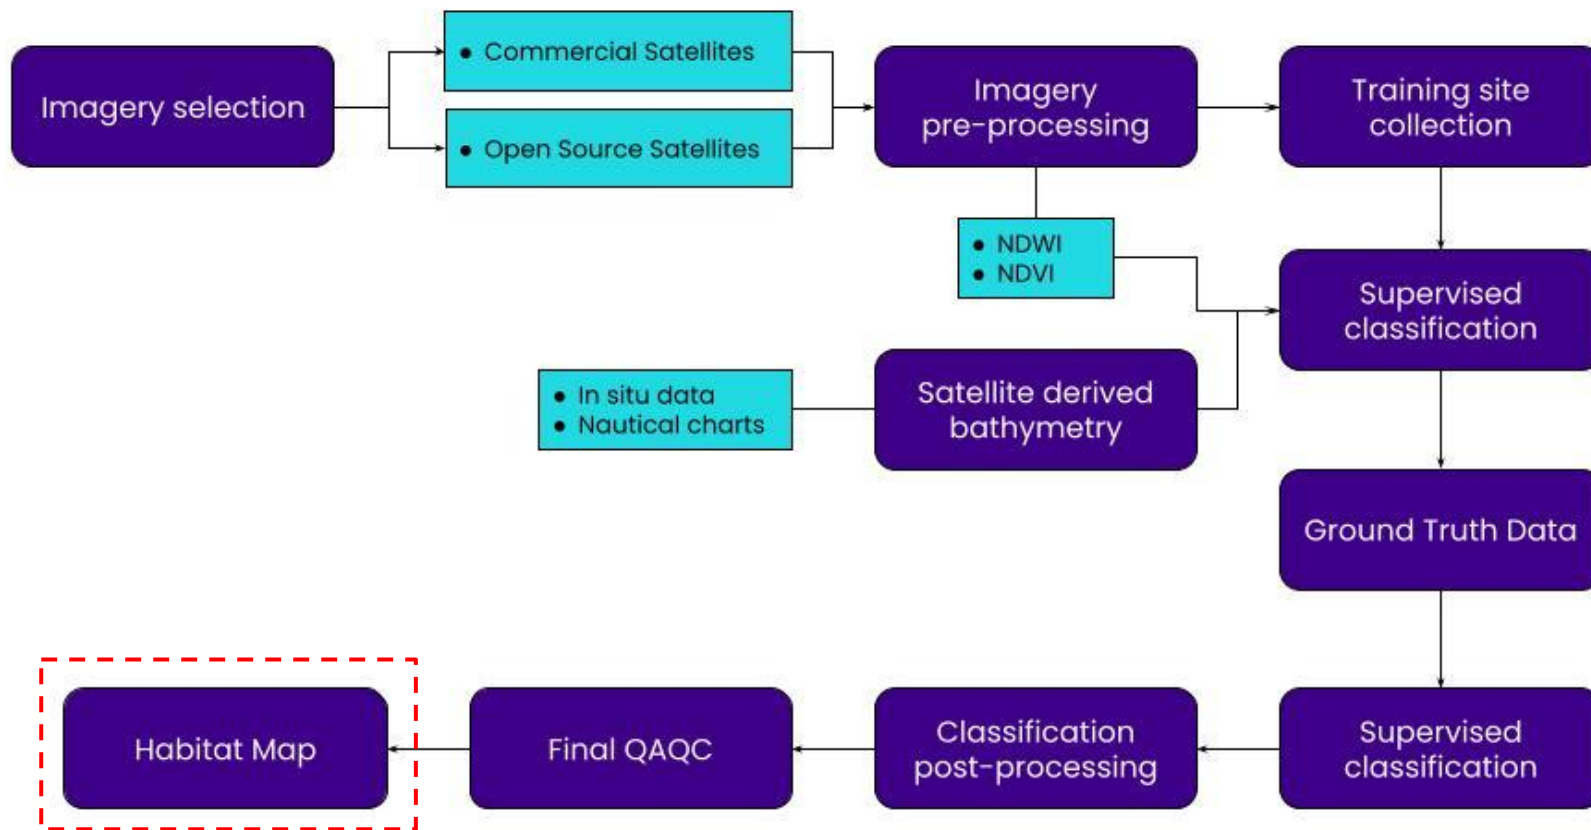 Imagery selection
● Commercial Satellites
● Open Source Satellites
Imagery
pre-processing
Training site
collection
● NDWI
● NDVI
Supervised
classification
● In situ data
● Nautical charts
Satellite derived
bathymetry
Ground Truth Data
Habitat Map
Final QAQC
Classification
post-processing
Supervised
classification